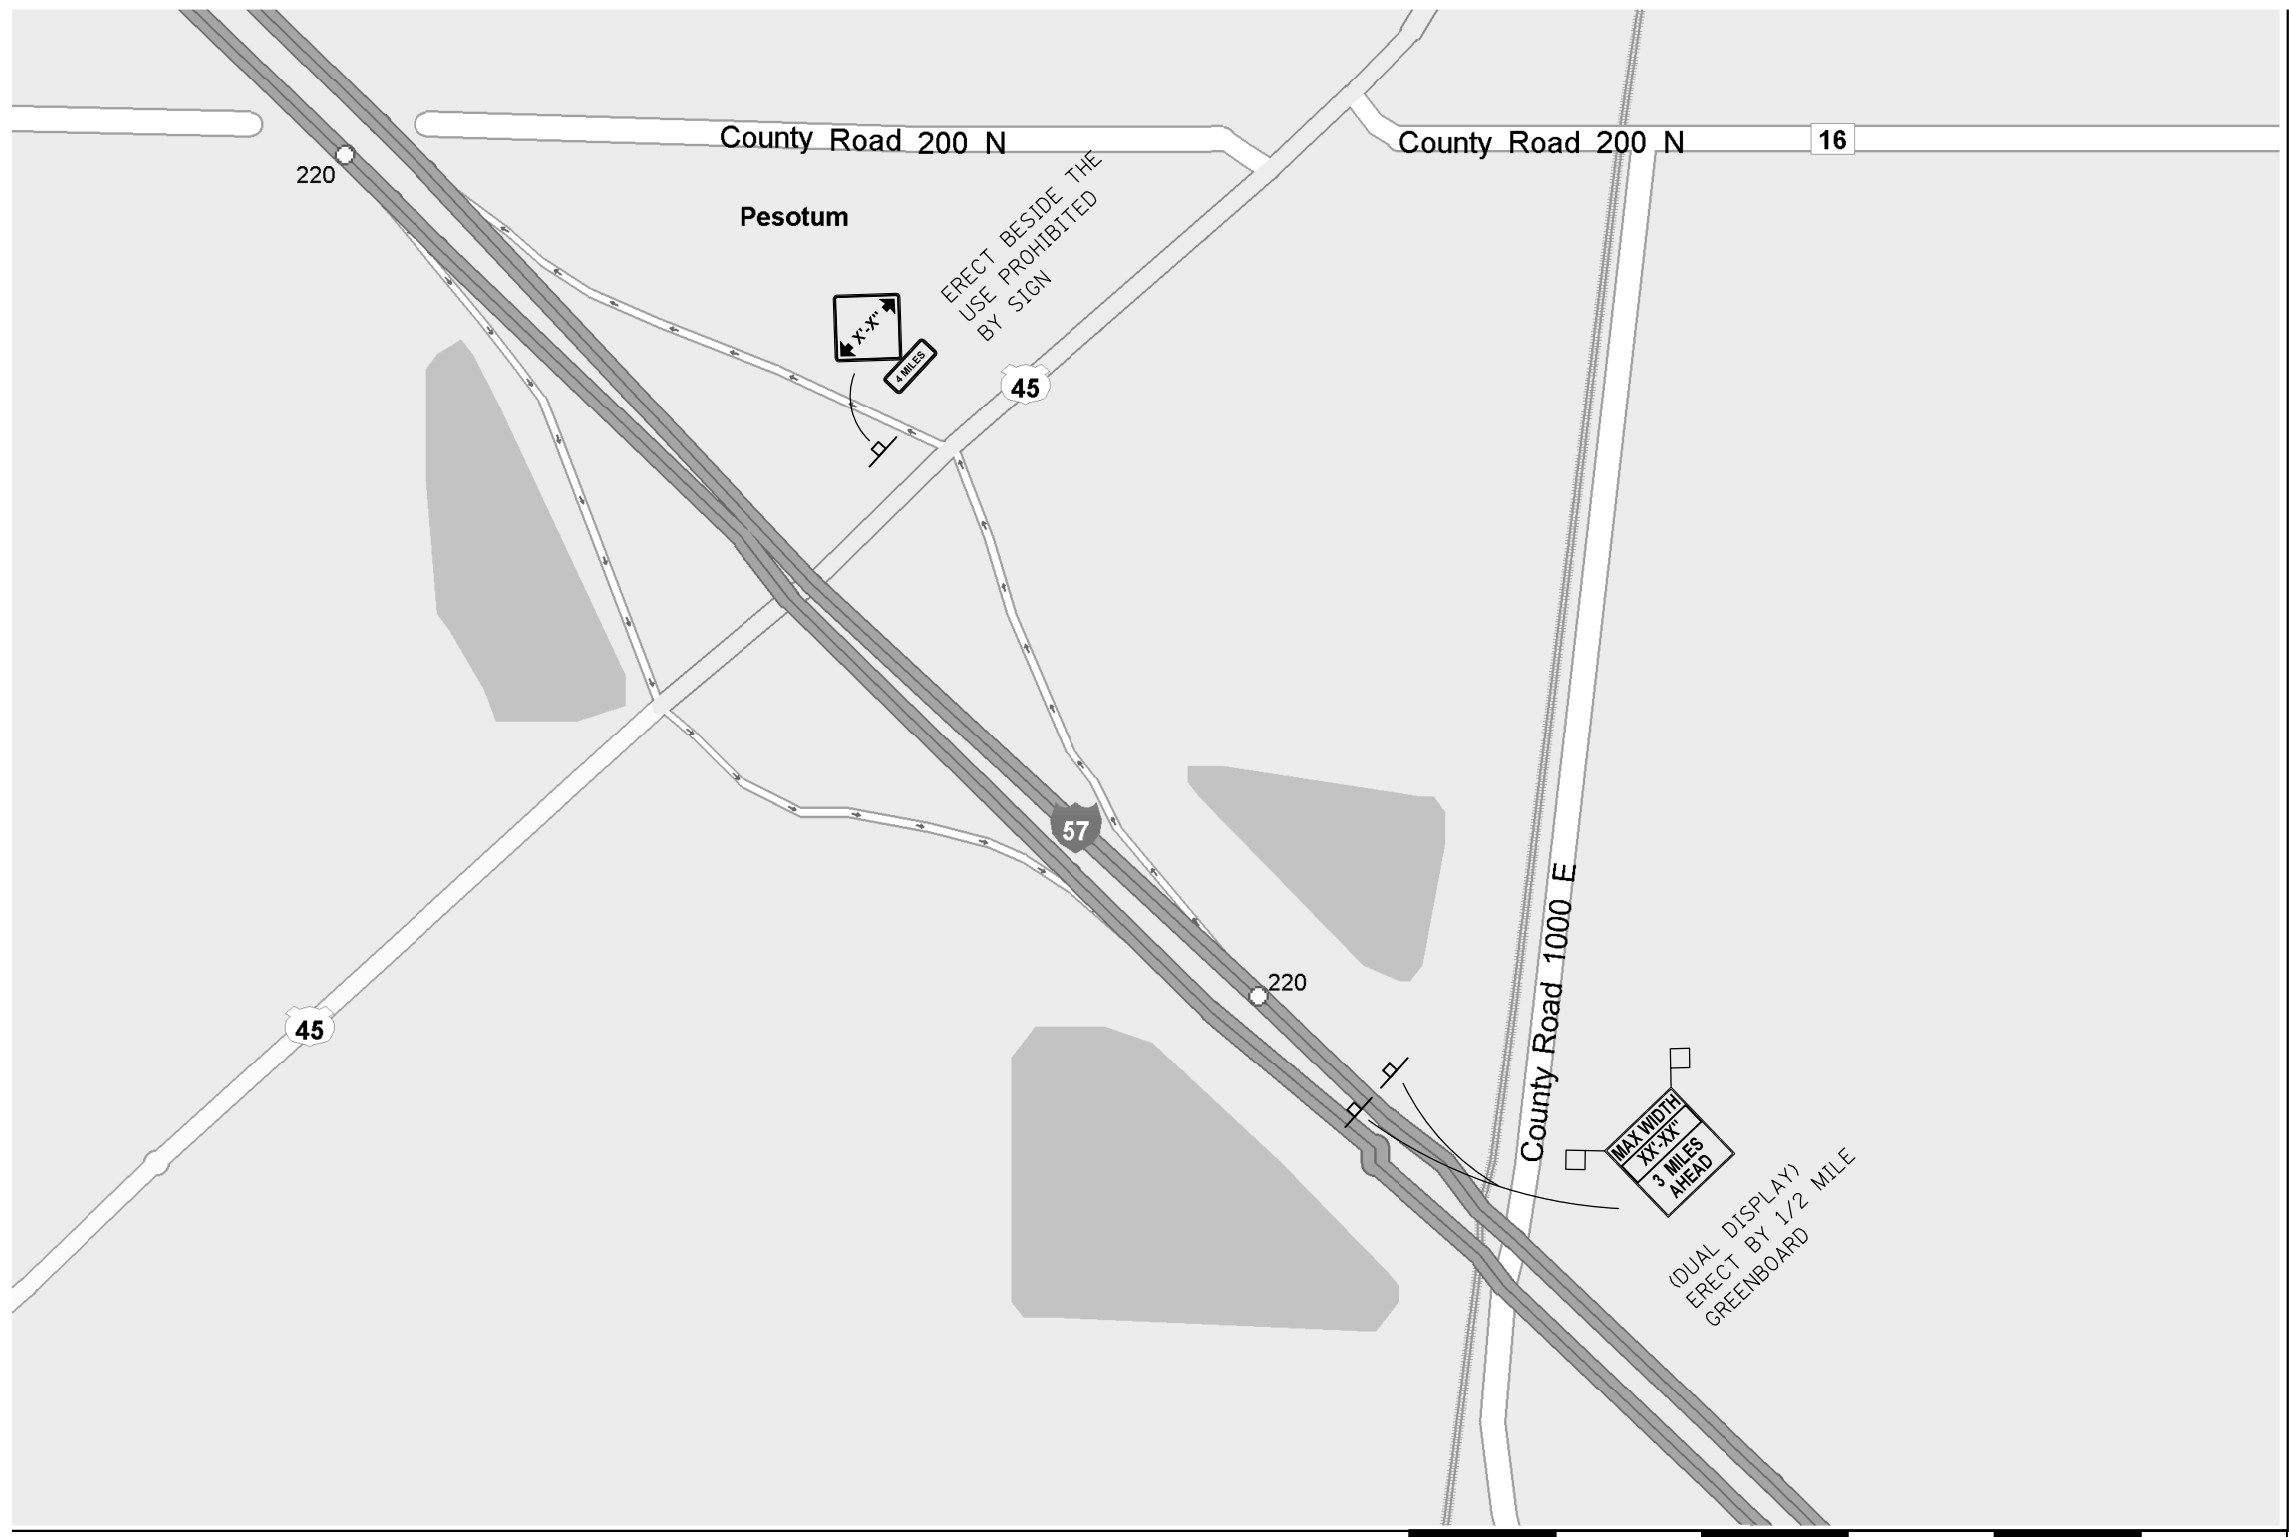 County Road 200 N
County Road 200 N
16
220
Pesotum
ERECT BESIDE THE
USE PROHIBITED
BY SIGN
X'-X"
4 MILES
45
57
County Road 1000 E
220
45
MAX WIDTH
XX'-XX"
3 MILES
AHEAD
(DUAL DISPLAY)
ERECT BY 1/2 MILE
GREENBOARD